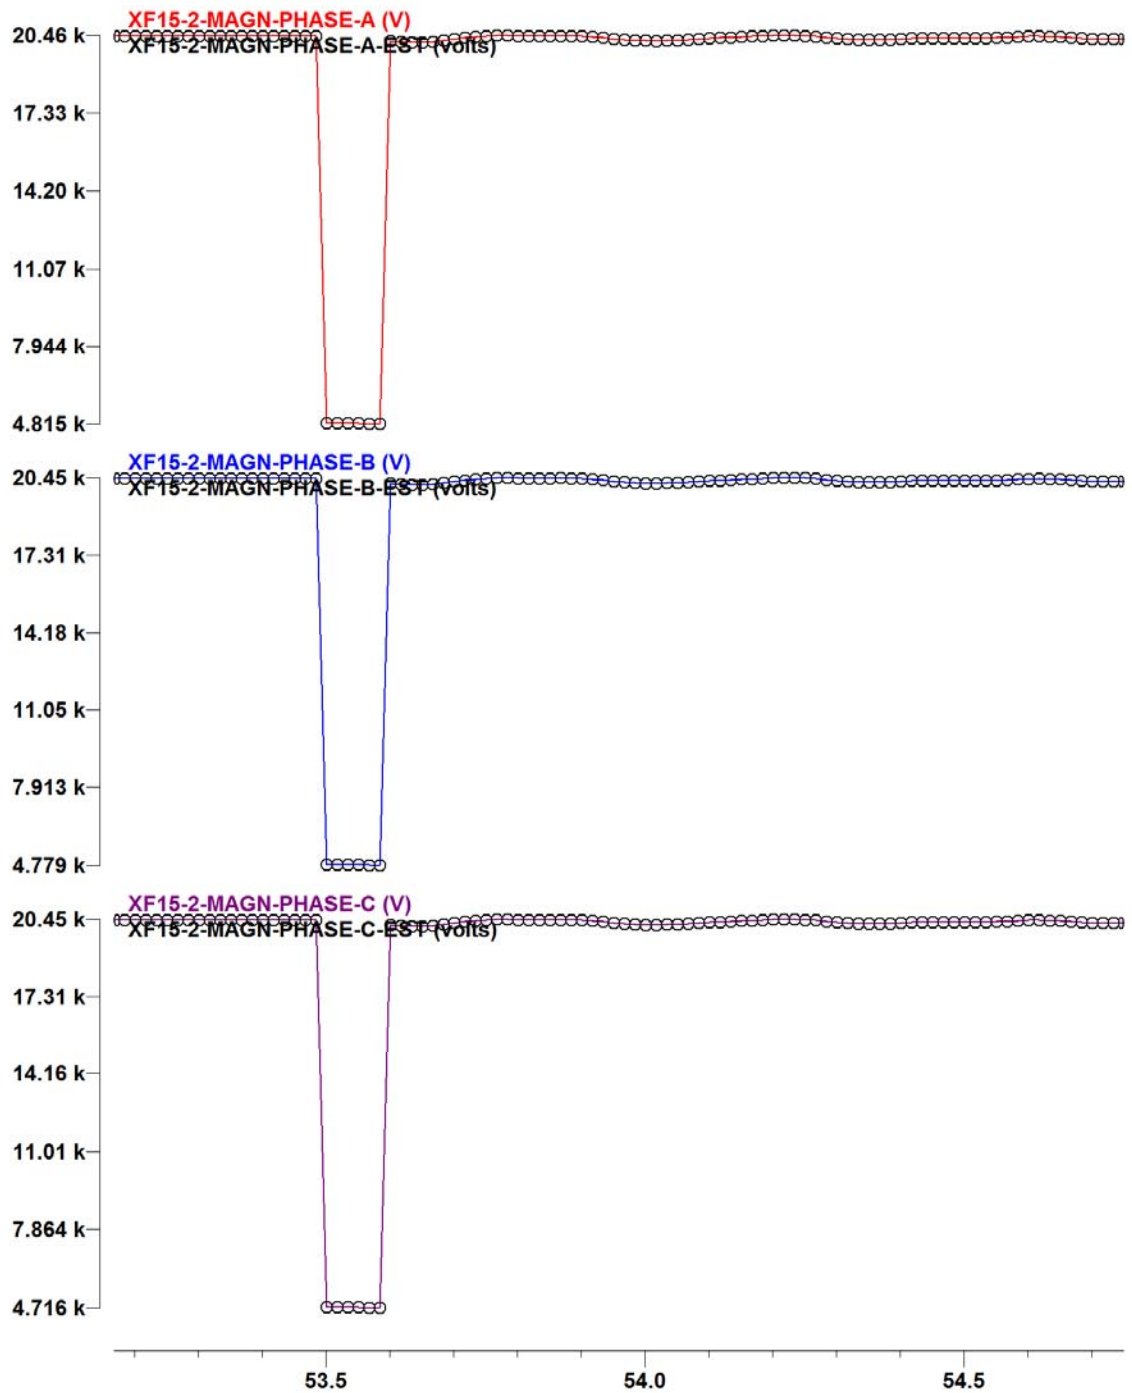 XF15-2-MAGN-PHASE-A (V)
20.46 k
XF15-2-MAGN-PHASE-A-EST (volts)
17.33 k
14.20 k
11.07 k
7.944 k
4.815 k
XF15-2-MAGN-PHASE-B (V)
20.45 k
XF15-2-MAGN-PHASE-B-EST (volts)
17.31 k
14.18 k
11.05 k
7.913 k
4.779 k
XF15-2-MAGN-PHASE-C (V)
20.45 k
XF15-2-MAGN-PHASE-C-EST (volts)
17.31 k
14.16 k
11.01 k
7.864 k
4.716 k
53.5 54.0 54.5